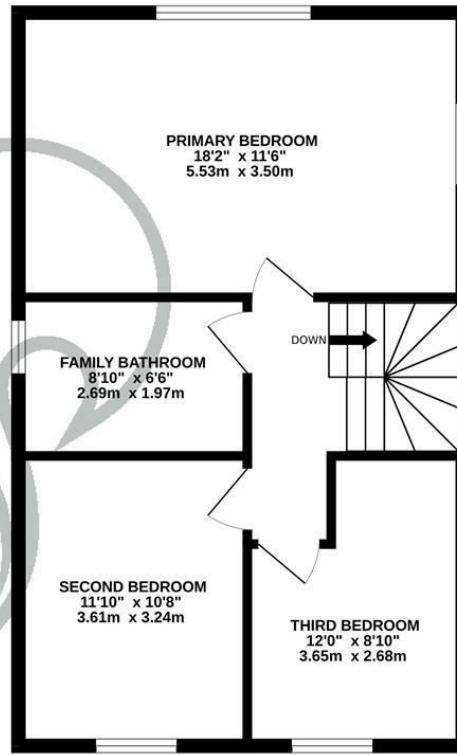 PRIMARY BEDROOM
18'2" x 11'6"
5.53m x 3.50m
DOWN
FAMILY BATHROOM
8'10" x 6'6"
2.69m x 1.97m
SECOND BEDROOM
11'10" x 10'8"
3.61m x 3.24m
THIRD BEDROOM
12'0" x 8'10"
3.65m x 2.68m